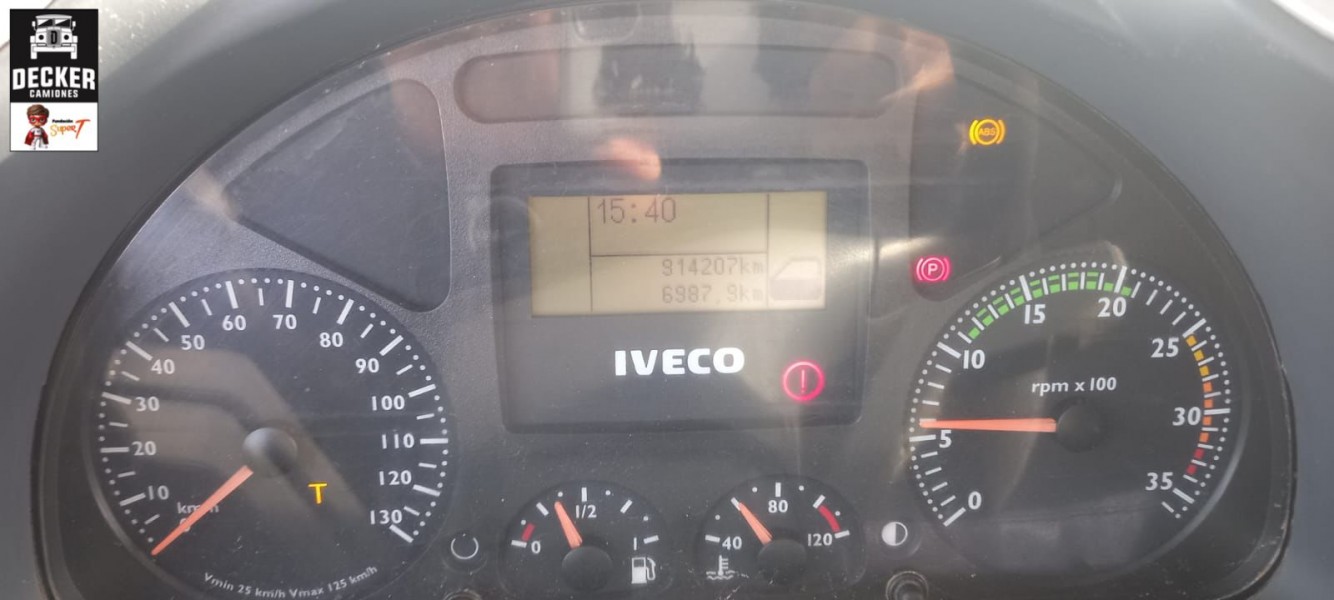 DECKER
CAMIONES
Fundación
Super T
ABS
15:40
914207km
6987.9km
P
IVECO
!
10
20
30
40
50
60
70
80
90
100
110
120
130
km/h
T
Vmin 25 km/h Vmax 125 km/h
0
1/2
1
40
80
120
0
5
10
15
20
25
30
35
rpm x 100